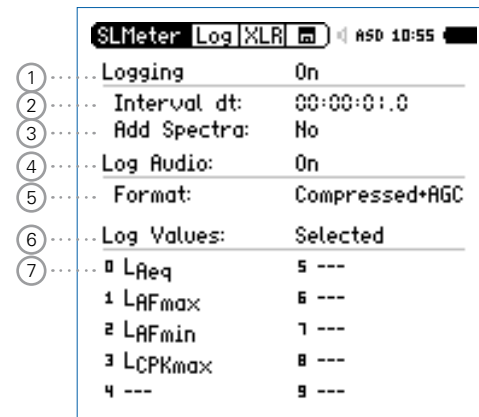 SLMeter Log XLR ASD 10:55
1 Logging On
2 Interval dt: 00:00:01.0
3 Add Spectra: No
4 Log Audio: On
5 Format: Compressed+AGC
6 Log Values: Selected
7 0 LAeq 5 ---
1 LAFmax 6 ---
2 LAFmin 7 ---
3 LCPKmax 8 ---
4 --- 9 ---